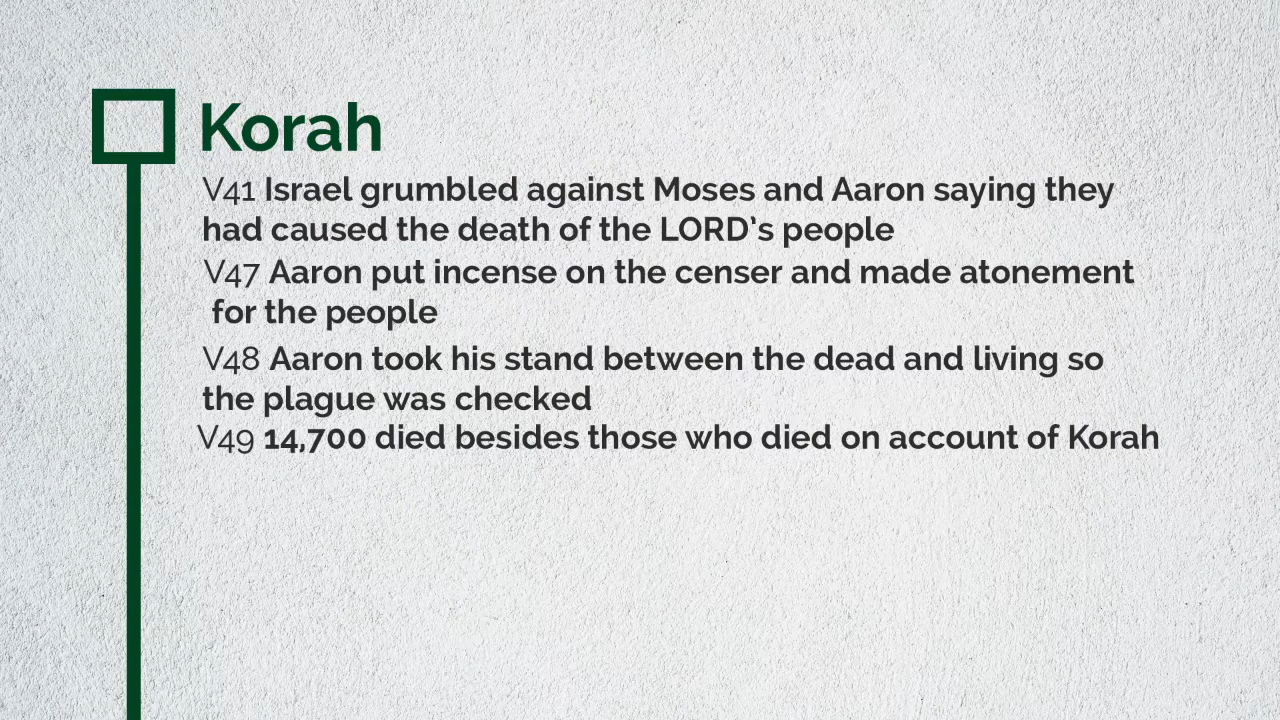 Korah
V41 Israel grumbled against Moses and Aaron saying they
had caused the death of the LORD's people
V47 Aaron put incense on the censer and made atonement
for the people
V48 Aaron took his stand between the dead and living so
the plague was checked
V49 14,700 died besides those who died on account of Korah